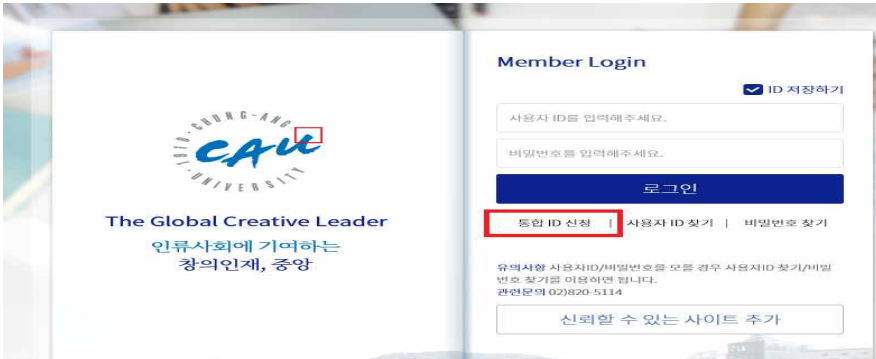 1918·CHUNG-ANG
CAU
UNIVERSITY
The Global Creative Leader
인류사회에 기여하는
창의인재, 중앙
Member Login
ID 저장하기
사용자 ID를 입력해주세요.
비밀번호를 입력해주세요.
로그인
통합 ID 신청 | 사용자 ID 찾기 | 비밀번호 찾기
유의사항 사용자ID/비밀번호를 모를 경우 사용자ID 찾기/비밀
번호 찾기를 이용하면 됩니다.
관련문의 02)820-5114
신뢰할 수 있는 사이트 추가